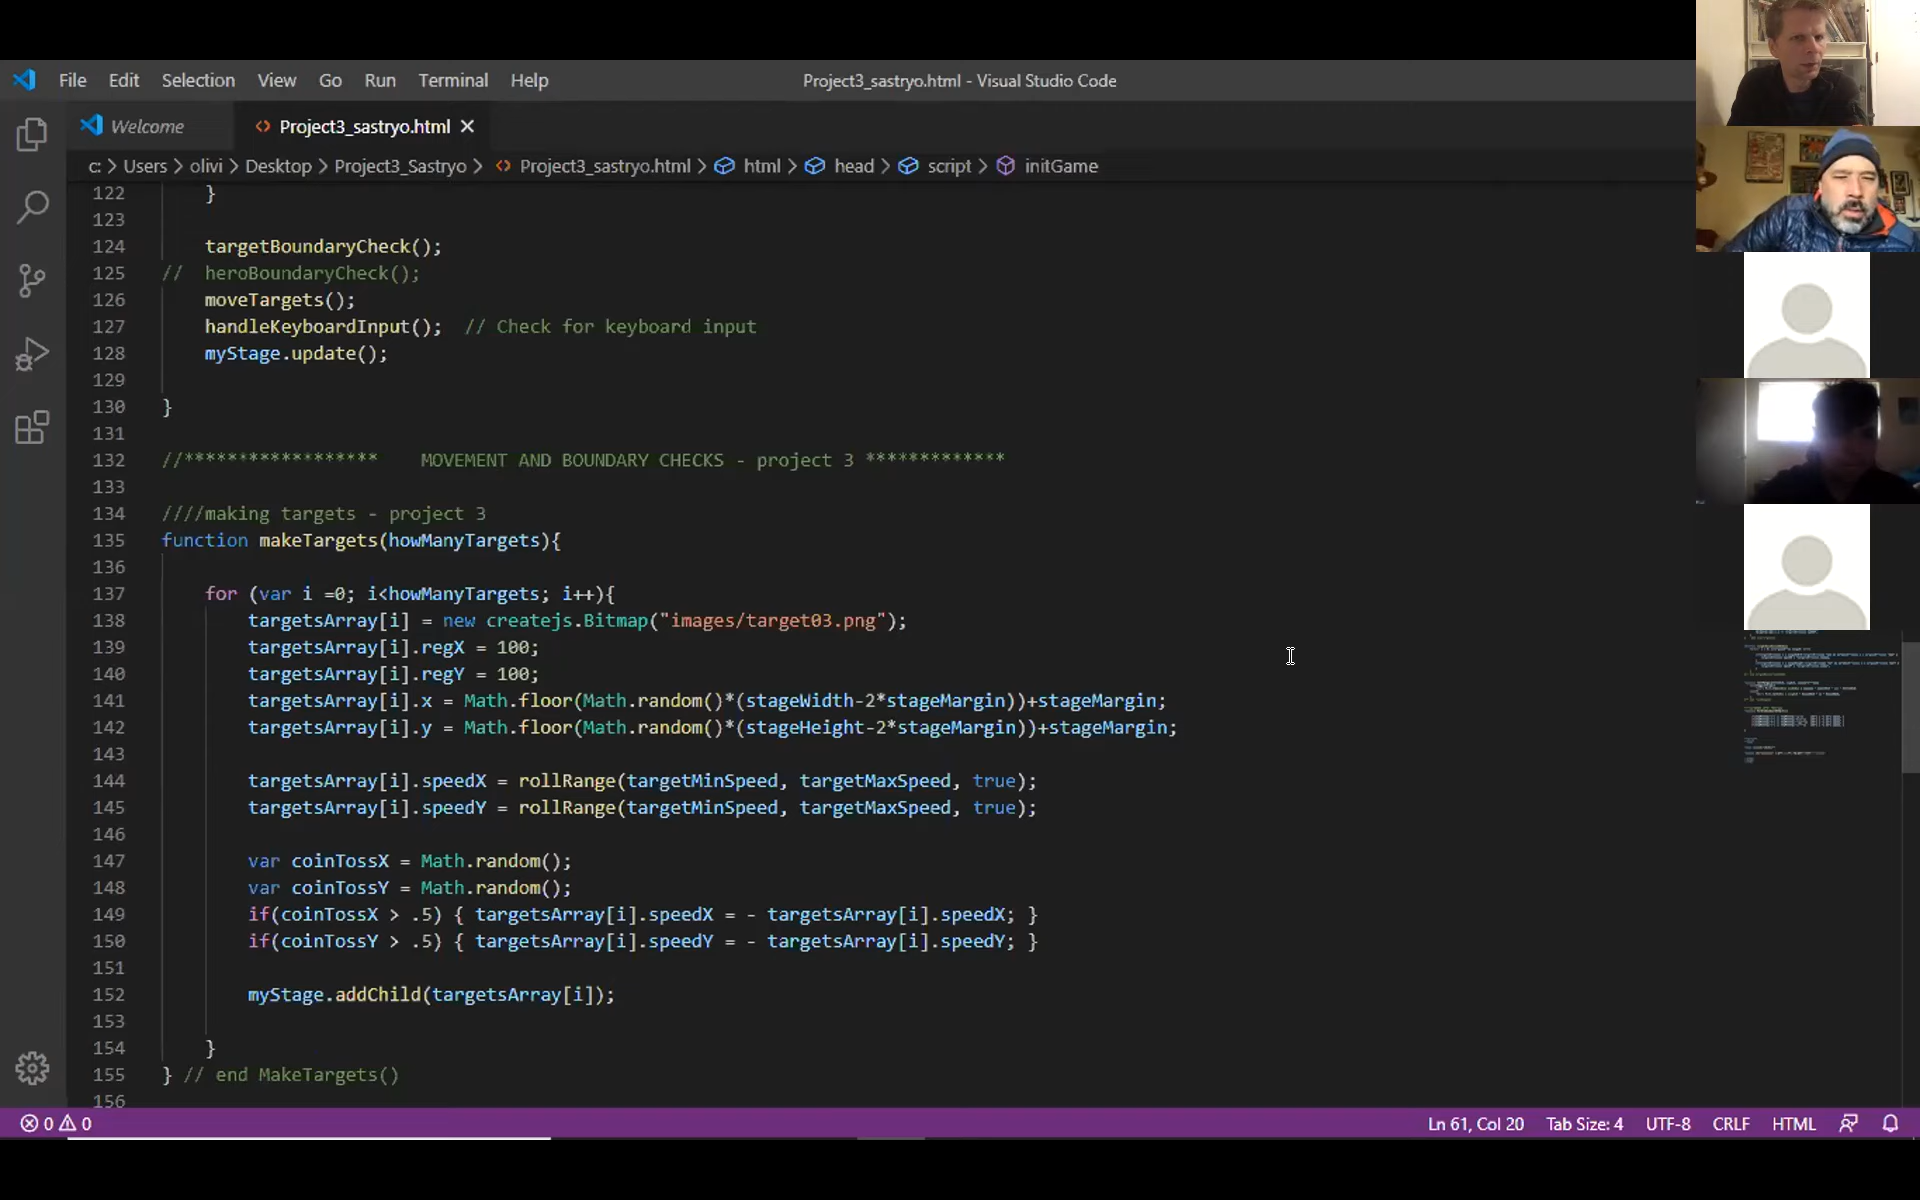 File Edit Selection View Go Run Terminal Help Project3_sastryo.html - Visual Studio Code
Welcome Project3_sastryo.html
c: > Users > olivi > Desktop > Project3_Sastryo > Project3_sastryo.html > html > head > script > initGame
122 }
123
124 targetBoundaryCheck();
125 // heroBoundaryCheck();
126 moveTargets();
127 handleKeyboardInput(); // Check for keyboard input
128 myStage.update();
129
130 }
131
132 //****************** MOVEMENT AND BOUNDARY CHECKS - project 3 *************
133
134 ////making targets - project 3
135 function makeTargets(howManyTargets){
136
137 for (var i =0; i<howManyTargets; i++){
138 targetsArray[i] = new createjs.Bitmap("images/target03.png");
139 targetsArray[i].regX = 100;
140 targetsArray[i].regY = 100;
141 targetsArray[i].x = Math.floor(Math.random()*(stageWidth-2*stageMargin))+stageMargin;
142 targetsArray[i].y = Math.floor(Math.random()*(stageHeight-2*stageMargin))+stageMargin;
143
144 targetsArray[i].speedX = rollRange(targetMinSpeed, targetMaxSpeed, true);
145 targetsArray[i].speedY = rollRange(targetMinSpeed, targetMaxSpeed, true);
146
147 var coinTossX = Math.random();
148 var coinTossY = Math.random();
149 if(coinTossX > .5) { targetsArray[i].speedX = - targetsArray[i].speedX; }
150 if(coinTossY > .5) { targetsArray[i].speedY = - targetsArray[i].speedY; }
151
152 myStage.addChild(targetsArray[i]);
153
154 }
155 } // end MakeTargets()
156
0 0 Ln 61, Col 20 Tab Size: 4 UTF-8 CRLF HTML